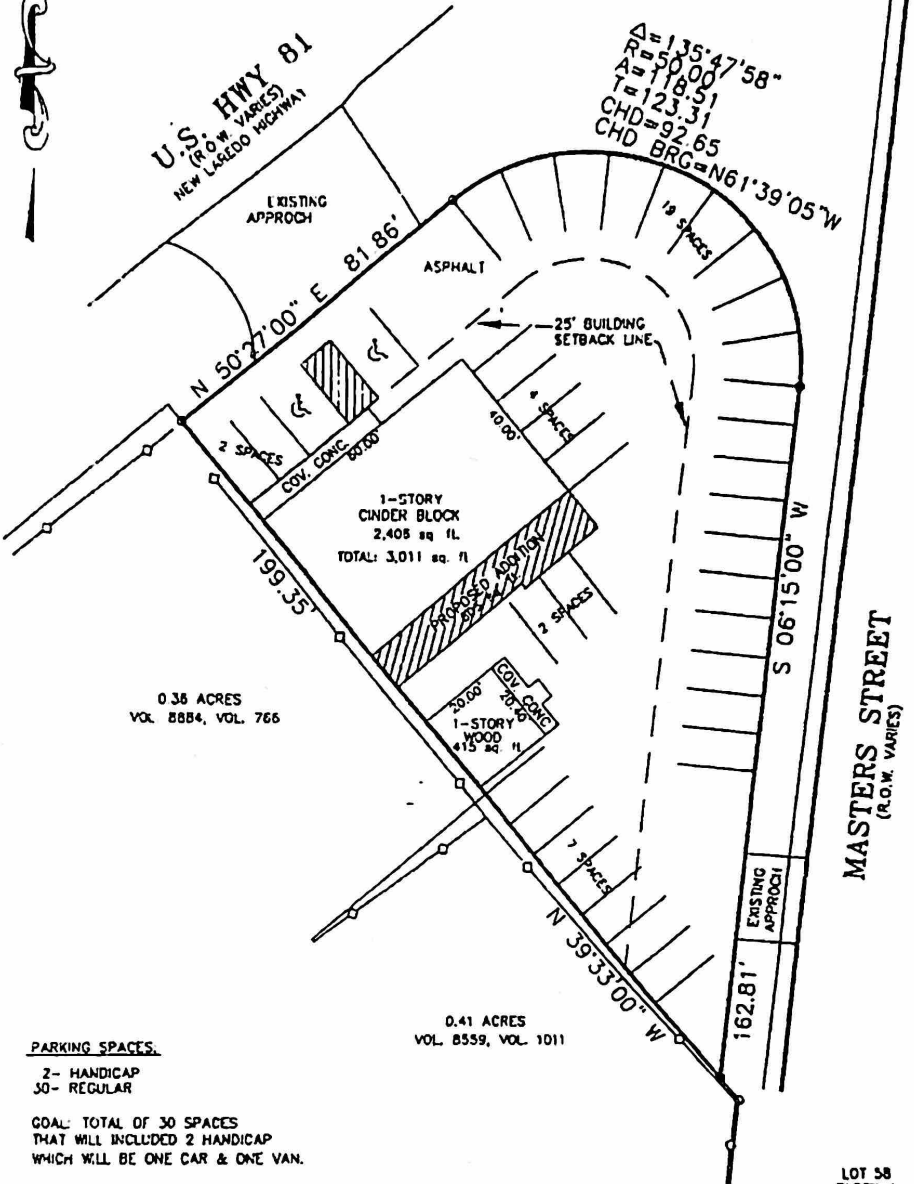 U.S. HWY 81
(R.O.W. VARIES)
NEW LAREDO HIGHWAY
Δ=135°47'58"
R=50.00
A=118.51
T=123.31
CHD=92.65
CHD BRG=N61°39'05"W
EXISTING
APPROCH
N 50°27'00" E 81.86'
ASPHALT
19 SPACES
25' BUILDING
SETBACK LINE
2 SPACES
COV. CONC.
60.00'
40.00'
4 SPACES
1-STORY
CINDER BLOCK
2,406 sq. ft.
TOTAL: 3,011 sq. ft
PROPOSED ADDITION
2 SPACES
199.35'
S 06°15'00" W
MASTERS STREET
(R.O.W. VARIES)
0.36 ACRES
VOL. 8884, VOL. 766
COV. CONC.
20.00'
20.40'
1-STORY
WOOD
415 sq. ft.
7 SPACES
EXISTING
APPROCH
N 39°33'00" W
162.81'
0.41 ACRES
VOL. 8559, VOL. 1011
PARKING SPACES:
2- HANDICAP
30- REGULAR
GOAL: TOTAL OF 30 SPACES
THAT WILL INCLUDED 2 HANDICAP
WHICH WILL BE ONE CAR & ONE VAN.
LOT 58